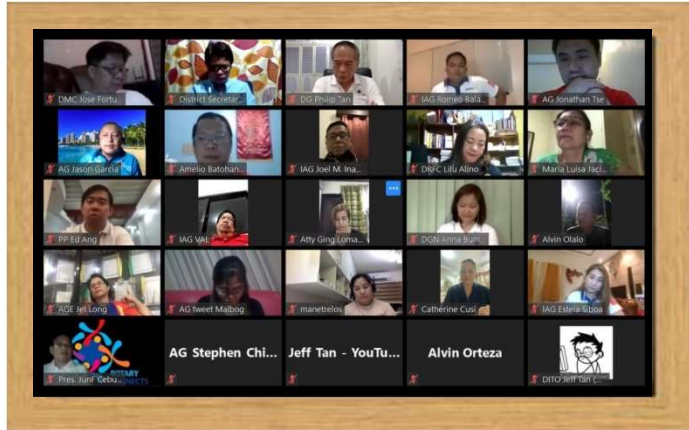 DMC Jose Fortu...
District Secretar...
DG Philip Tan
IAG Romeo Bala...
AG Jonathan Tse
AG Jason Garcia
Amelio Batohan...
IAG Joel M. Ina...
DRFC Lilu Alino
Maria Luisa Jaci...
PP Ed Ang
IAG VAL
Atty Ging Loma...
DGN Anna Bum...
Alvin Olalo
AGE Jet Long
AG tweet Malbog
manetrelos
Catherine Cusi
IAG Estela Siboa
ROTARY
Pres. JunF Cebu...
AG Stephen Chi...
Jeff Tan - YouTu...
Alvin Orteza
DITO Jeff Tan (...